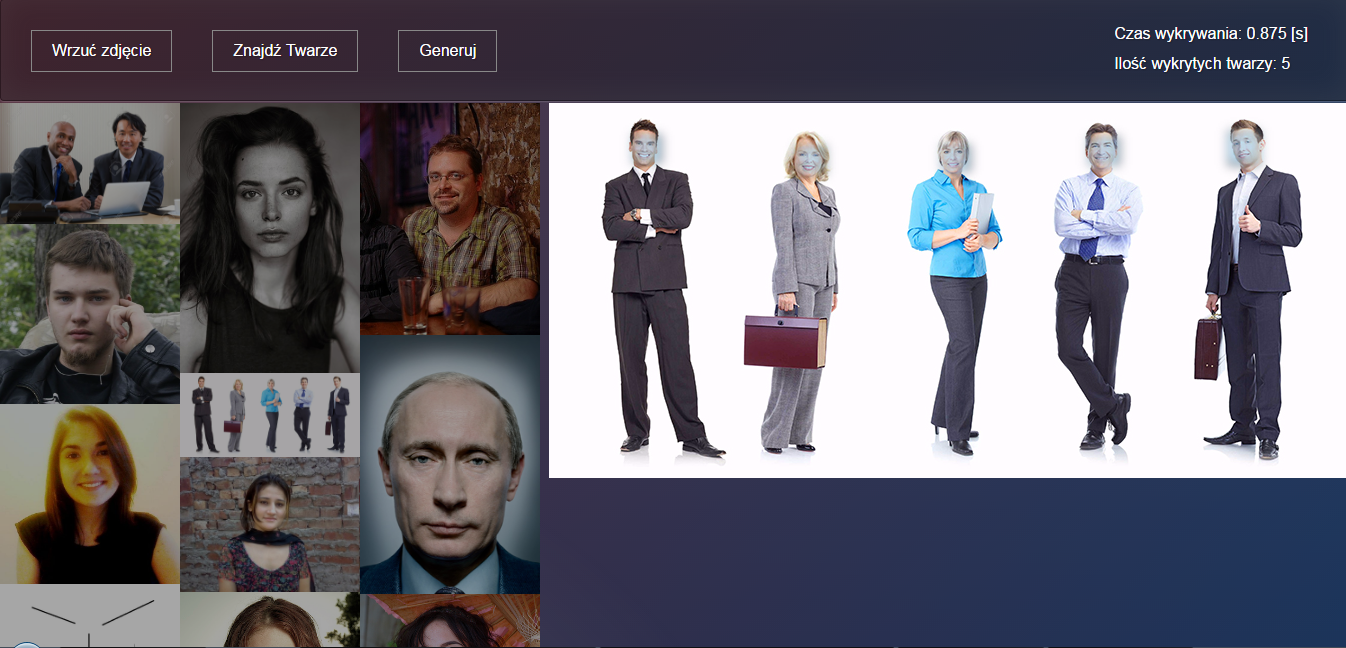 Wrzuć zdjęcie
Znajdź Twarze
Generuj
Czas wykrywania: 0.875 [s]
Ilość wykrytych twarzy: 5